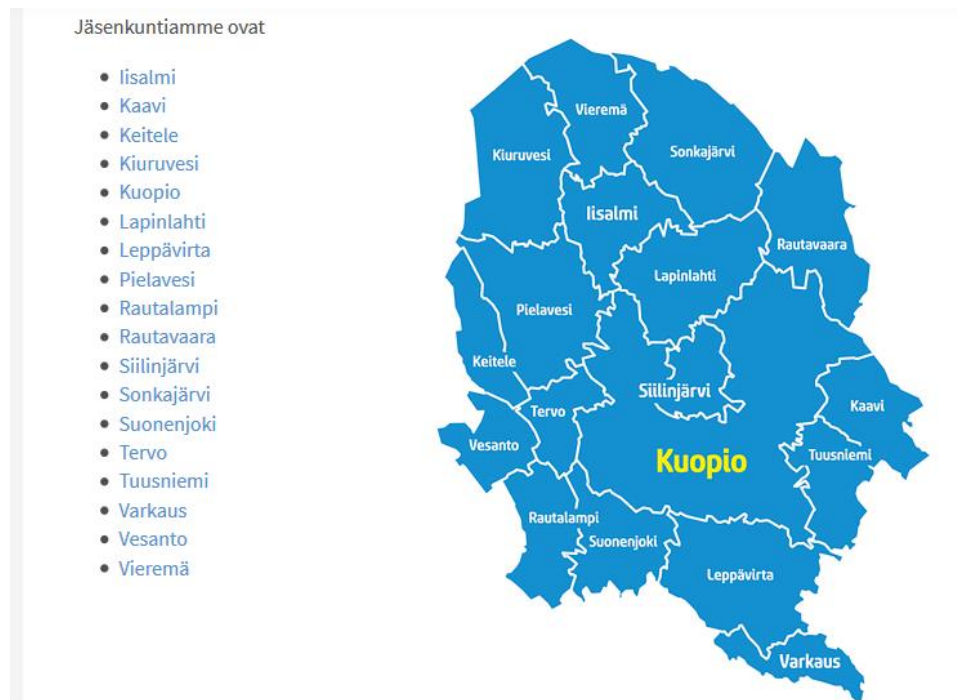 Jäsenkuntiamme ovat
Iisalmi
Kaavi
Keitele
Kiuruvesi
Kuopio
Lapinlahti
Leppävirta
Pielavesi
Rautalampi
Rautavaara
Siilinjärvi
Sonkajärvi
Suonenjoki
Tervo
Tuusniemi
Varkaus
Vesanto
Vieremä
Vieremä
Kiuruvesi
Sonkajärvi
Iisalmi
Rautavaara
Lapinlahti
Pielavesi
Keitele
Siilinjärvi
Tervo
Kaavi
Vesanto
Kuopio
Tuusniemi
Rautalampi
Suonenjoki
Leppävirta
Varkaus